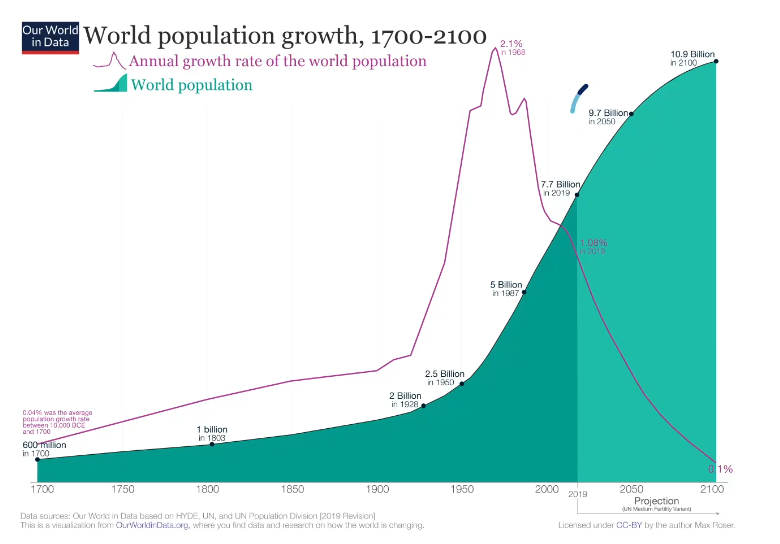 Our World
in Data
World population growth, 1700-2100
Annual growth rate of the world population
World population
2.1%
in 1968
10.9 Billion
in 2100
9.7 Billion
in 2050
7.7 Billion
in 2019
1.08%
in 2019
5 Billion
in 1987
2.5 Billion
in 1950
2 Billion
in 1928
1 billion
in 1803
0.04% was the average
population growth rate
between 10,000 BCE
and 1700
600 million
in 1700
0.1%
1700 1750 1800 1850 1900 1950 2000 2050 2100
2019
Projection
(UN Medium Fertility Variant)
Data sources: Our World in Data based on HYDE, UN, and UN Population Division [2019 Revision]
This is a visualization from OurWorldinData.org, where you find data and research on how the world is changing.
Licensed under CC-BY by the author Max Roser.